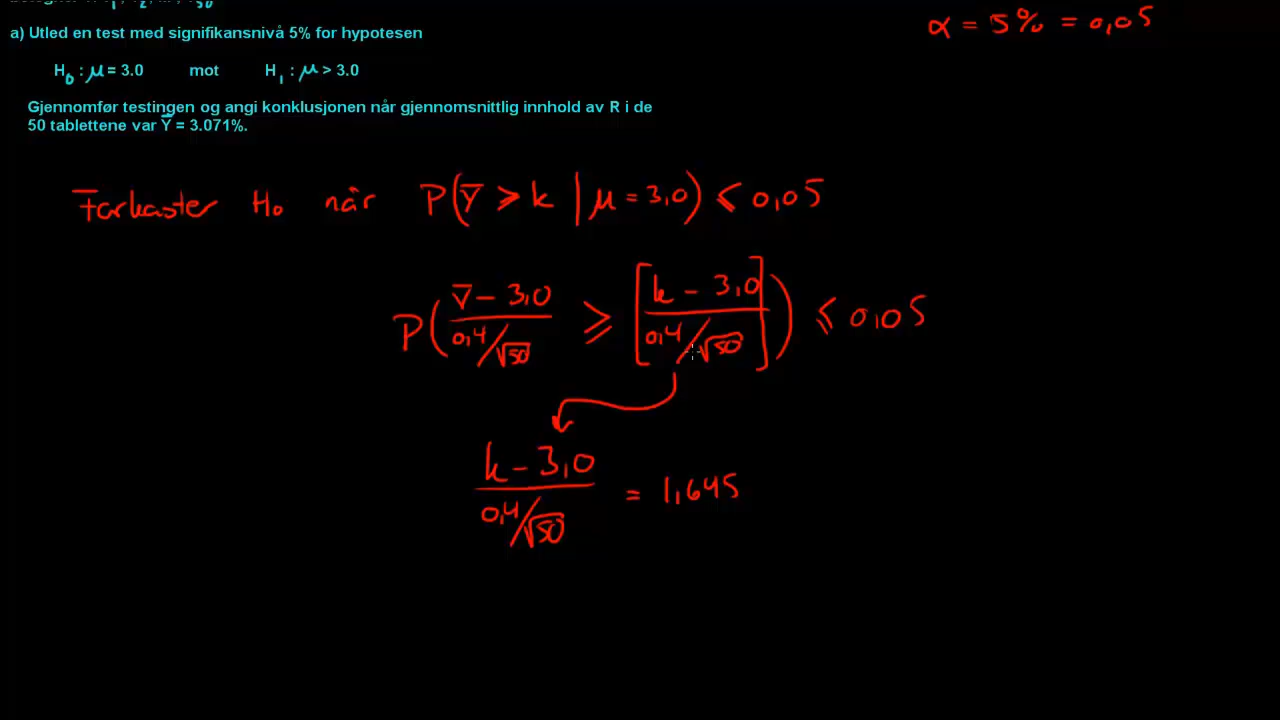 α = 5% = 0,05
a) Utled en test med signifikansnivå 5% for hypotesen
H₀ : μ = 3.0 mot H₁ : μ > 3.0
Gjennomfør testingen og angi konklusjonen når gjennomsnittlig innhold av R i de
50 tablettene var Y̅ = 3.071%.
Forkaster H₀ når P(Y̅ ≥ k | μ = 3,0) ≤ 0,05
P( (Y̅ - 3,0) / (0,4/√50) ≥ [ (k - 3,0) / (0,4/√50) ] ) ≤ 0,05
(k - 3,0) / (0,4/√50) = 1,645